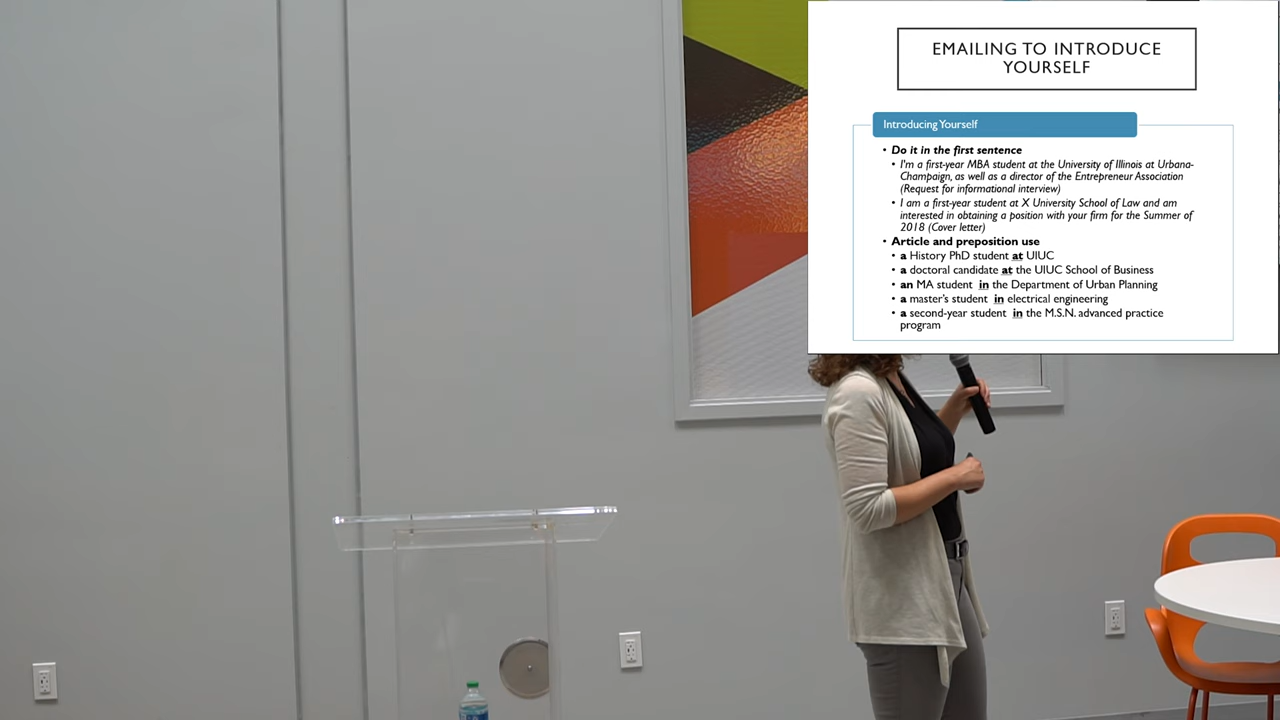 EMAILING TO INTRODUCE
YOURSELF
Introducing Yourself
• Do it in the first sentence
• I'm a first-year MBA student at the University of Illinois at Urbana-
Champaign, as well as a director of the Entrepreneur Association
(Request for informational interview)
• I am a first-year student at X University School of Law and am
interested in obtaining a position with your firm for the Summer of
2018 (Cover letter)
• Article and preposition use
• a History PhD student at UIUC
• a doctoral candidate at the UIUC School of Business
• an MA student in the Department of Urban Planning
• a master's student in electrical engineering
• a second-year student in the M.S.N. advanced practice
program